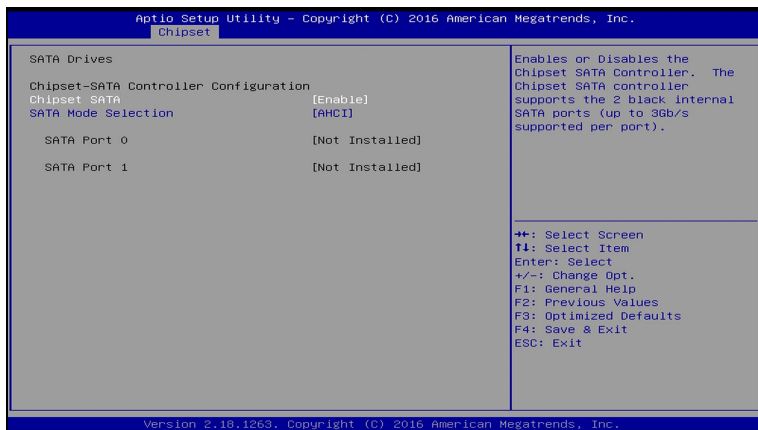 Aptio Setup Utility – Copyright (C) 2016 American Megatrends, Inc.
Chipset
SATA Drives
Chipset-SATA Controller Configuration
Chipset SATA [Enable]
SATA Mode Selection [AHCI]
SATA Port 0 [Not Installed]
SATA Port 1 [Not Installed]
Enables or Disables the
Chipset SATA Controller. The
Chipset SATA controller
supports the 2 black internal
SATA ports (up to 3Gb/s
supported per port).
→←: Select Screen
↑↓: Select Item
Enter: Select
+/-: Change Opt.
F1: General Help
F2: Previous Values
F3: Optimized Defaults
F4: Save & Exit
ESC: Exit
Version 2.18.1263. Copyright (C) 2016 American Megatrends, Inc.